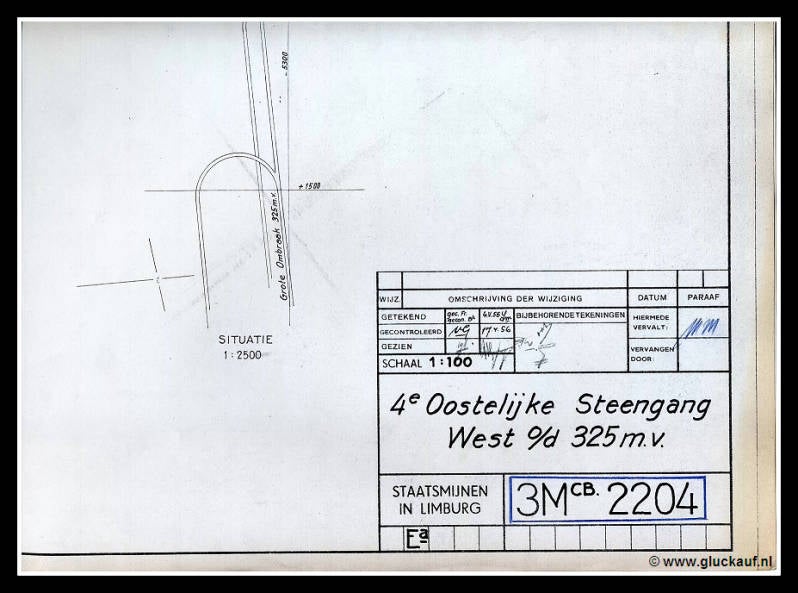 - 5300
+ 1500
Grote Ombraak 325 m.v.
SITUATIE
1 : 2500
WIJZ. OMSCHRIJVING DER WIJZIGING DATUM PARAAF
GETEKEND
BIJBEHORENDE TEKENINGEN
HIERMEDE VERVALT:
GECONTROLEERD 17.V.56
GEZIEN
VERVANGEN DOOR:
SCHAAL 1:100
4e Oostelijke Steengang
West o/d 325 m.v.
STAATSMIJNEN
IN LIMBURG
3M CB. 2204
Ea
© www.gluckauf.nl